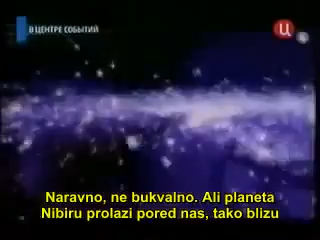 В ЦЕНТРЕ СОБЫТИЙ
Ц
Naravno, ne bukvalno. Ali planeta
Nibiru prolazi pored nas, tako blizu